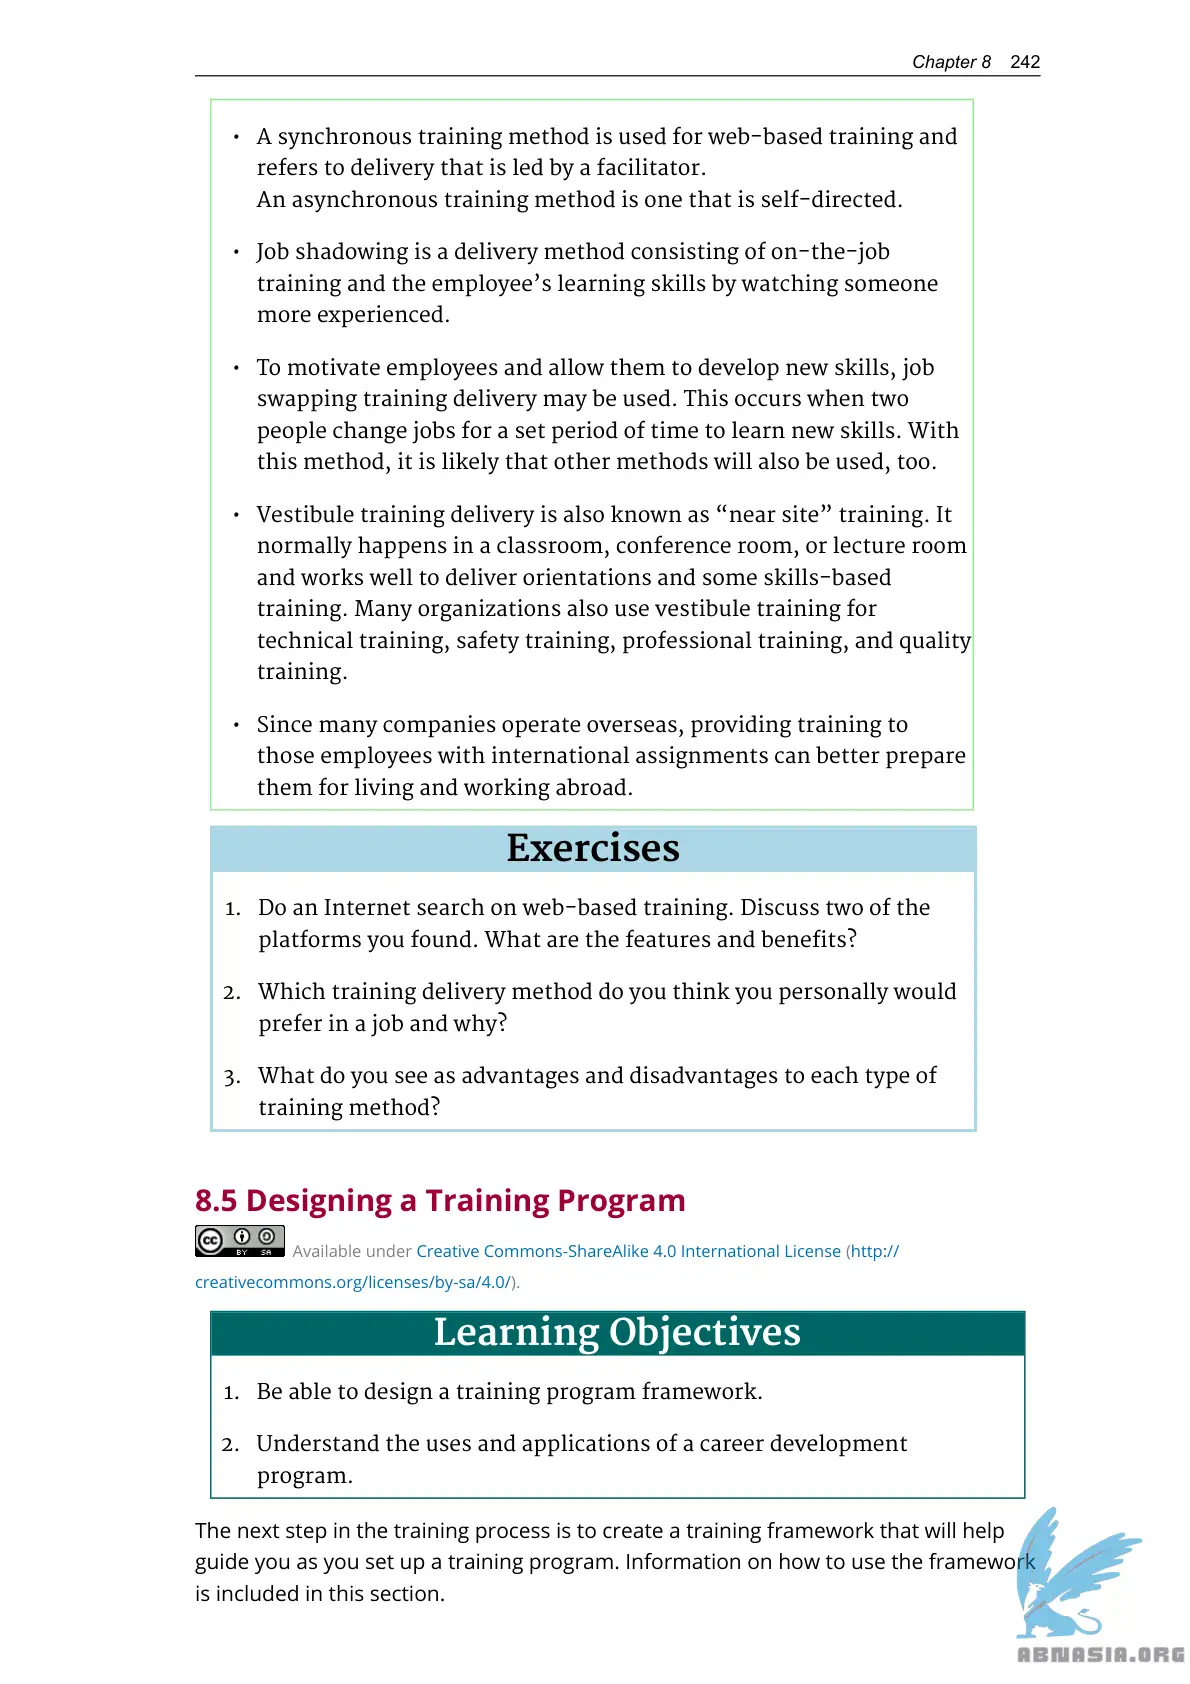 Chapter 8 242
• A synchronous training method is used for web-based training and
refers to delivery that is led by a facilitator.
An asynchronous training method is one that is self-directed.
• Job shadowing is a delivery method consisting of on-the-job
training and the employee’s learning skills by watching someone
more experienced.
• To motivate employees and allow them to develop new skills, job
swapping training delivery may be used. This occurs when two
people change jobs for a set period of time to learn new skills. With
this method, it is likely that other methods will also be used, too.
• Vestibule training delivery is also known as “near site” training. It
normally happens in a classroom, conference room, or lecture room
and works well to deliver orientations and some skills-based
training. Many organizations also use vestibule training for
technical training, safety training, professional training, and quality
training.
• Since many companies operate overseas, providing training to
those employees with international assignments can better prepare
them for living and working abroad.
Exercises
1. Do an Internet search on web-based training. Discuss two of the
platforms you found. What are the features and benefits?
2. Which training delivery method do you think you personally would
prefer in a job and why?
3. What do you see as advantages and disadvantages to each type of
training method?
8.5 Designing a Training Program
cc BY SA Available under Creative Commons-ShareAlike 4.0 International License (http://
creativecommons.org/licenses/by-sa/4.0/).
Learning Objectives
1. Be able to design a training program framework.
2. Understand the uses and applications of a career development
program.
The next step in the training process is to create a training framework that will help
guide you as you set up a training program. Information on how to use the framework
is included in this section.
ABNASIA.ORG